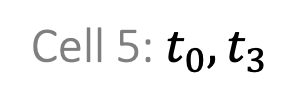 Cell 5: t₀, t₃